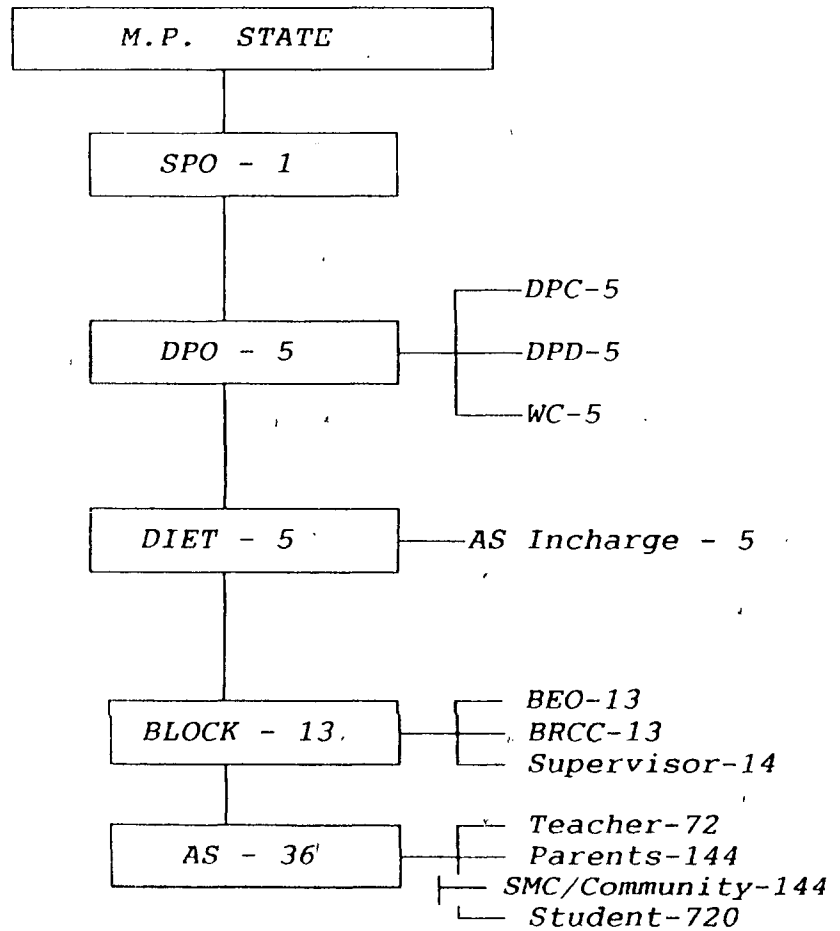 M.P. STATE
SPO - 1
DPC-5
DPO - 5
DPD-5
WC-5
DIET - 5
AS Incharge - 5
BEO-13
BLOCK - 13
BRCC-13
Supervisor-14
Teacher-72
AS - 36
Parents-144
SMC/Community-144
Student-720